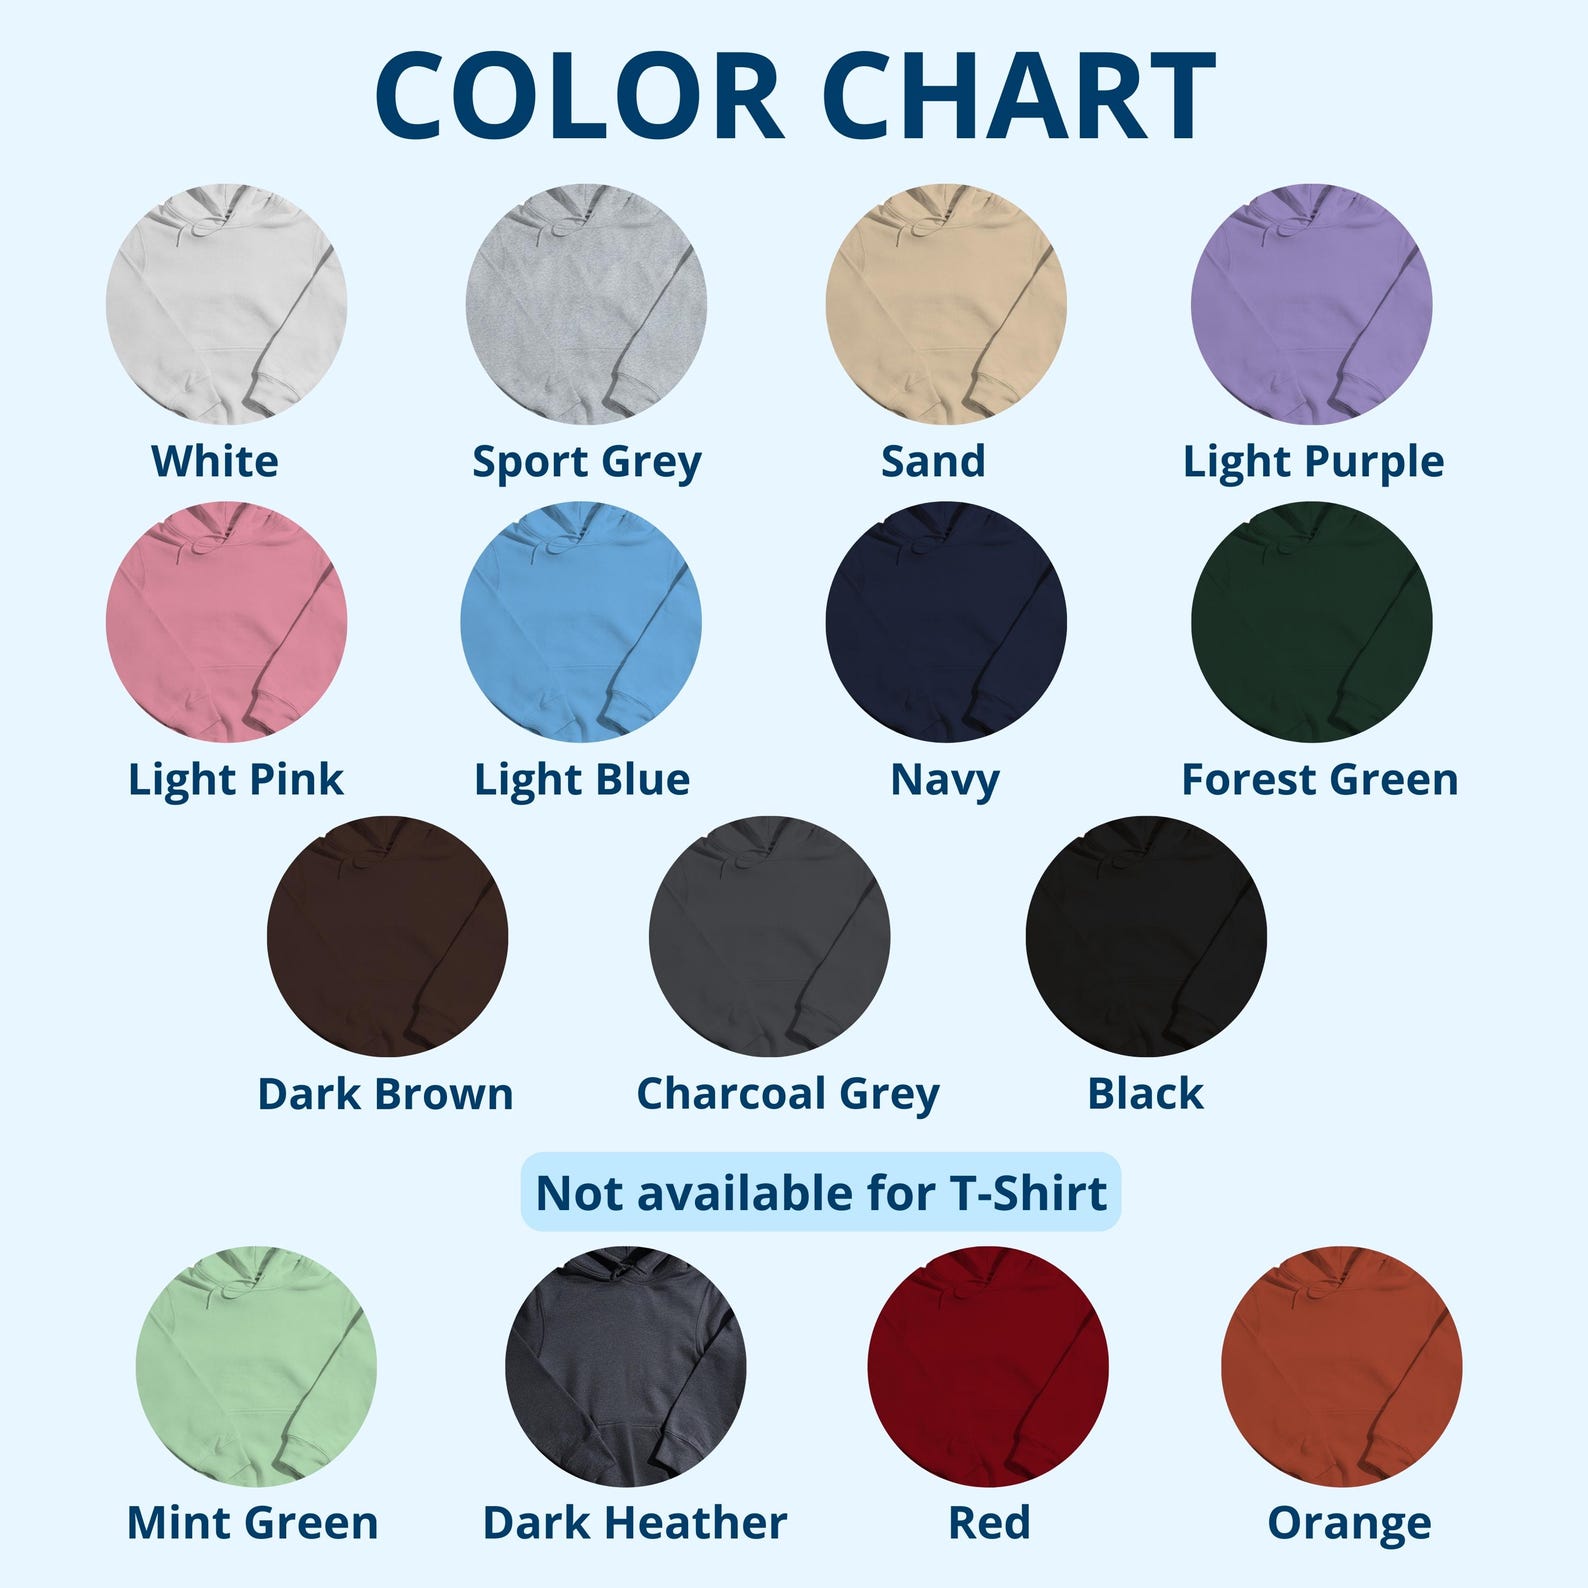 COLOR CHART
White
Sport Grey
Sand
Light Purple
Light Pink
Light Blue
Navy
Forest Green
Dark Brown
Charcoal Grey
Black
Not available for T-Shirt
Mint Green
Dark Heather
Red
Orange